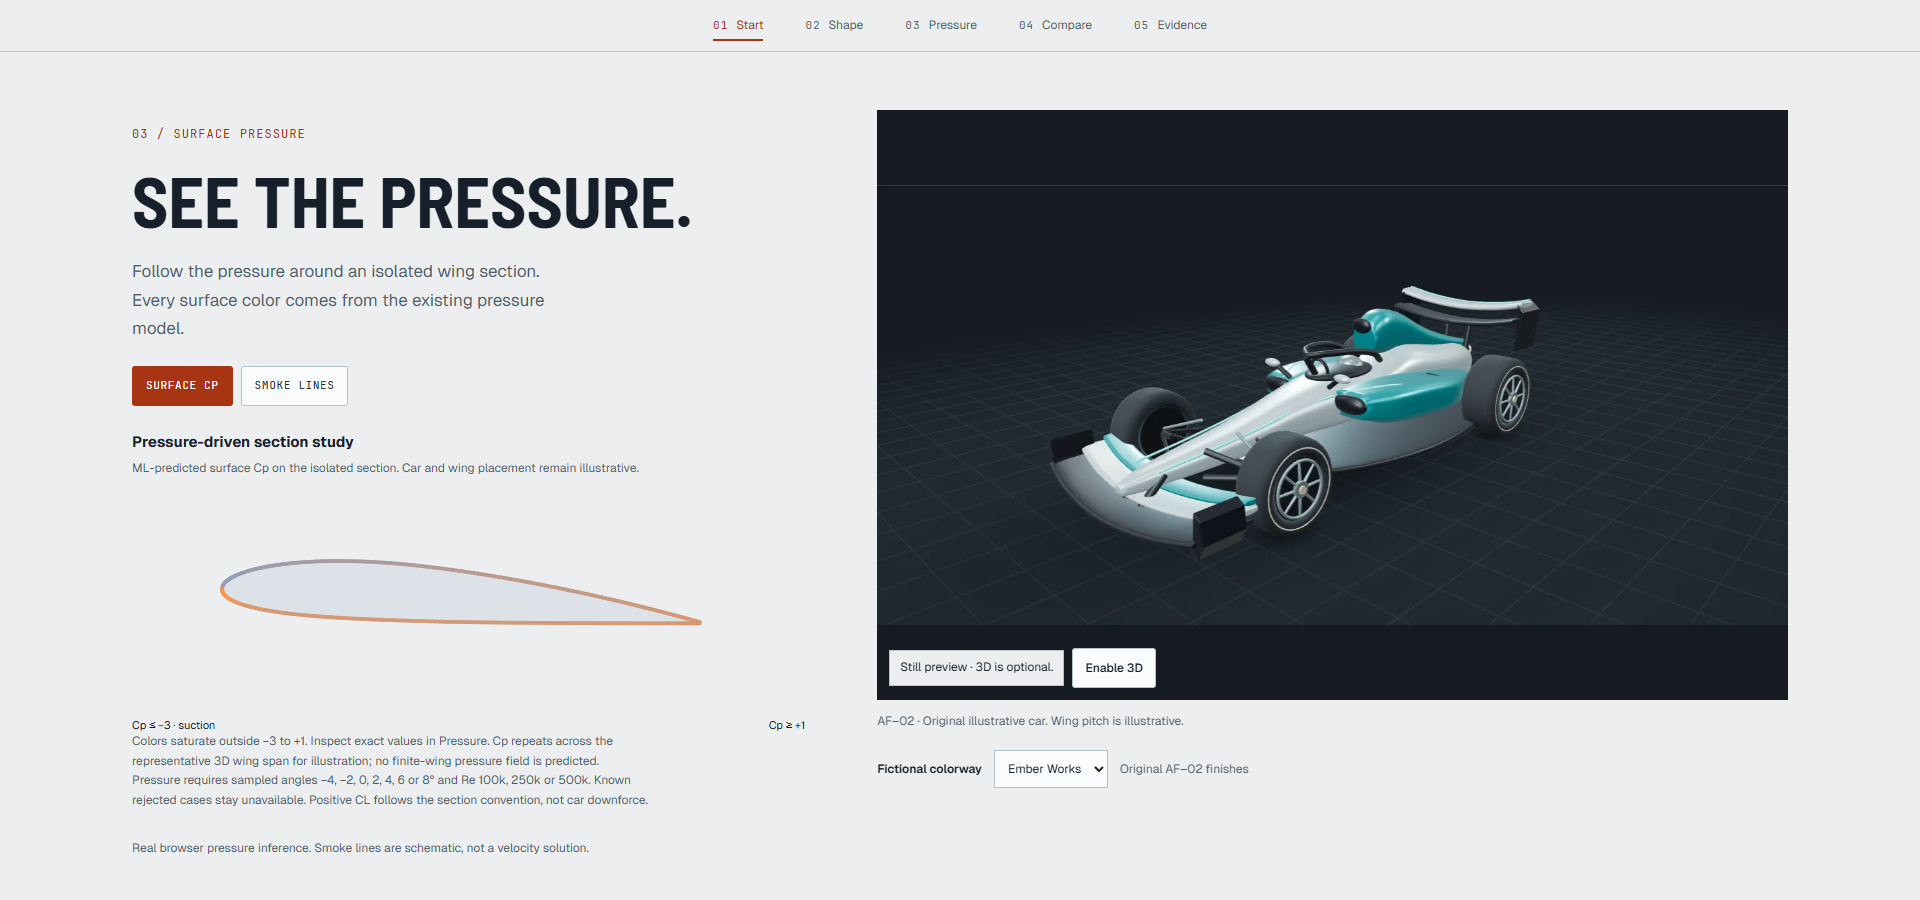 01 Start
02 Shape
03 Pressure
04 Compare
05 Evidence
03 / SURFACE PRESSURE
SEE THE PRESSURE.
Follow the pressure around an isolated wing section.
Every surface color comes from the existing pressure
model.
SURFACE CP
SMOKE LINES
Pressure-driven section study
ML-predicted surface Cp on the isolated section. Car and wing placement remain illustrative.
Cp ≤ −3 · suction
Cp ≥ +1
Colors saturate outside −3 to +1. Inspect exact values in Pressure. Cp repeats across the
representative 3D wing span for illustration; no finite-wing pressure field is predicted.
Pressure requires sampled angles −4, −2, 0, 2, 4, 6 or 8° and Re 100k, 250k or 500k. Known
rejected cases stay unavailable. Positive CL follows the section convention, not car downforce.
Real browser pressure inference. Smoke lines are schematic, not a velocity solution.
Still preview · 3D is optional.
Enable 3D
AF–02 · Original illustrative car. Wing pitch is illustrative.
Fictional colorway
Ember Works
Original AF–02 finishes